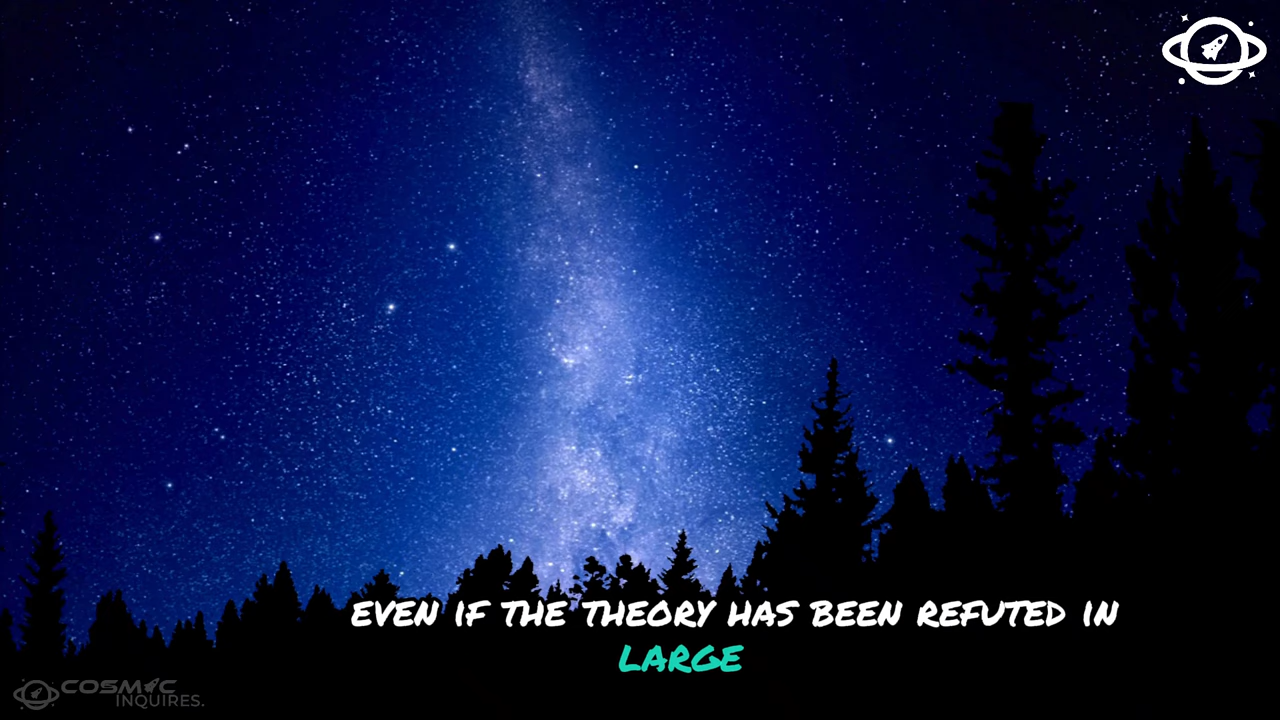 EVEN IF THE THEORY HAS BEEN REFUTED IN
LARGE
COSMIC
INQUIRES.